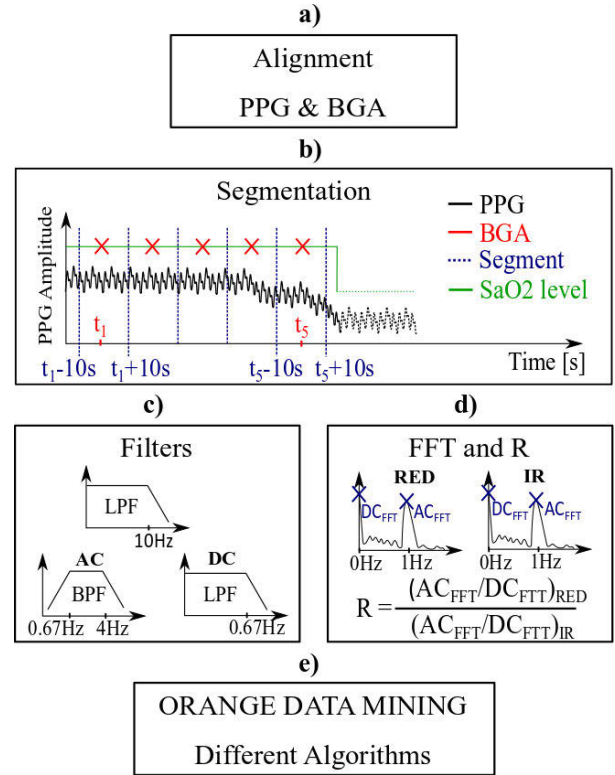 a)
Alignment
PPG & BGA
b)
Segmentation
PPG Amplitude
PPG
BGA
Segment
SaO2 level
t1
t5
Time [s]
t1-10s
t1+10s
t5-10s
t5+10s
c)
Filters
LPF
10Hz
AC
BPF
0.67Hz
4Hz
DC
LPF
0.67Hz
d)
FFT and R
RED
DCFFT
ACFFT
0Hz
1Hz
IR
DCFFT
ACFFT
0Hz
1Hz
R = (ACFFT/DCFTT)RED
(ACFFT/DCFTT)IR
e)
ORANGE DATA MINING
Different Algorithms